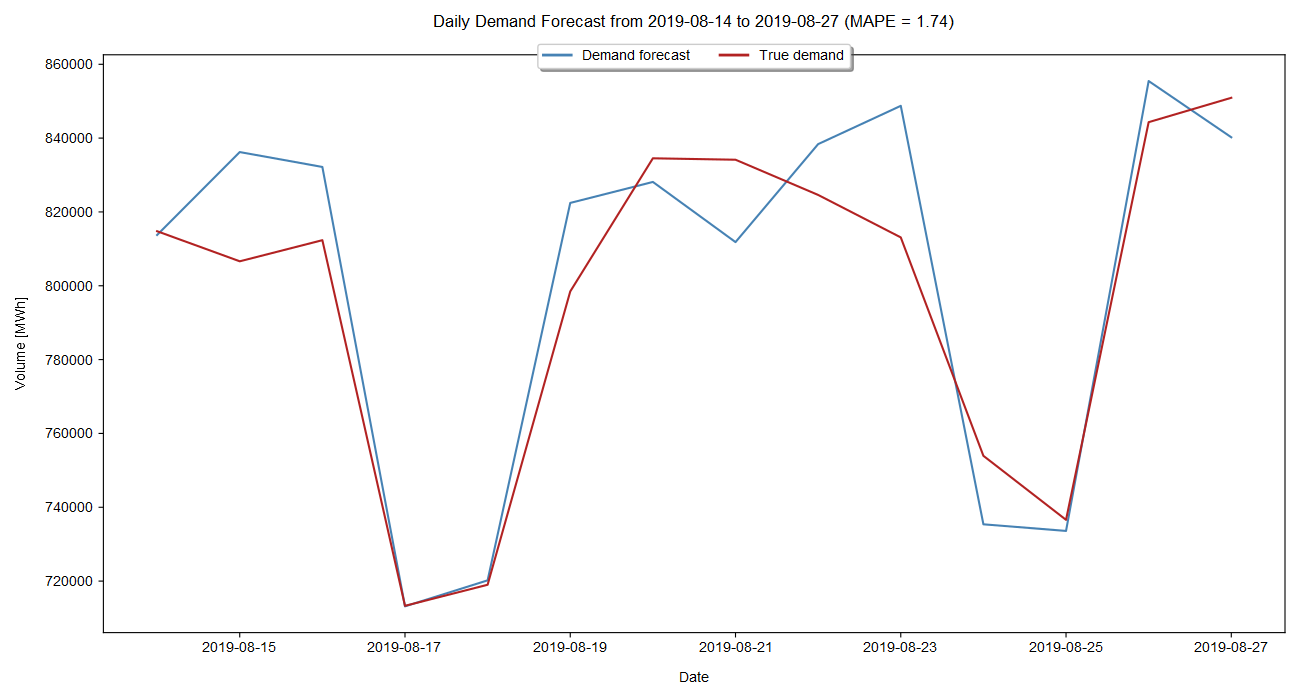 Daily Demand Forecast from 2019-08-14 to 2019-08-27 (MAPE = 1.74)
Demand forecast True demand
860000
840000
820000
800000
780000
760000
740000
720000
Volume [MWh]
2019-08-15 2019-08-17 2019-08-19 2019-08-21 2019-08-23 2019-08-25 2019-08-27
Date